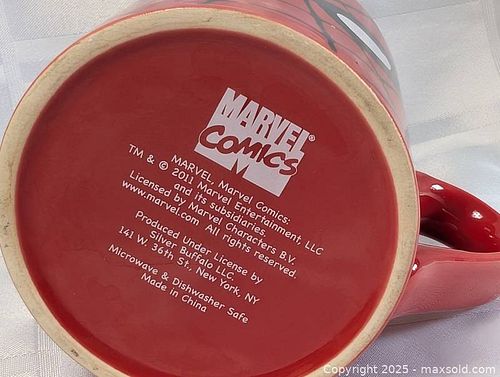 MARVEL®
COMICS
MARVEL, Marvel Comics:
TM & © 2011 Marvel Entertainment, LLC
and its subsidiaries.
Licensed by Marvel Characters B.V.
www.marvel.com All rights reserved.
Produced Under License by
Silver Buffalo LLC.
141 W. 36th St., New York, NY
Microwave & Dishwasher Safe
Made in China
Copyright 2025 - maxsold.com